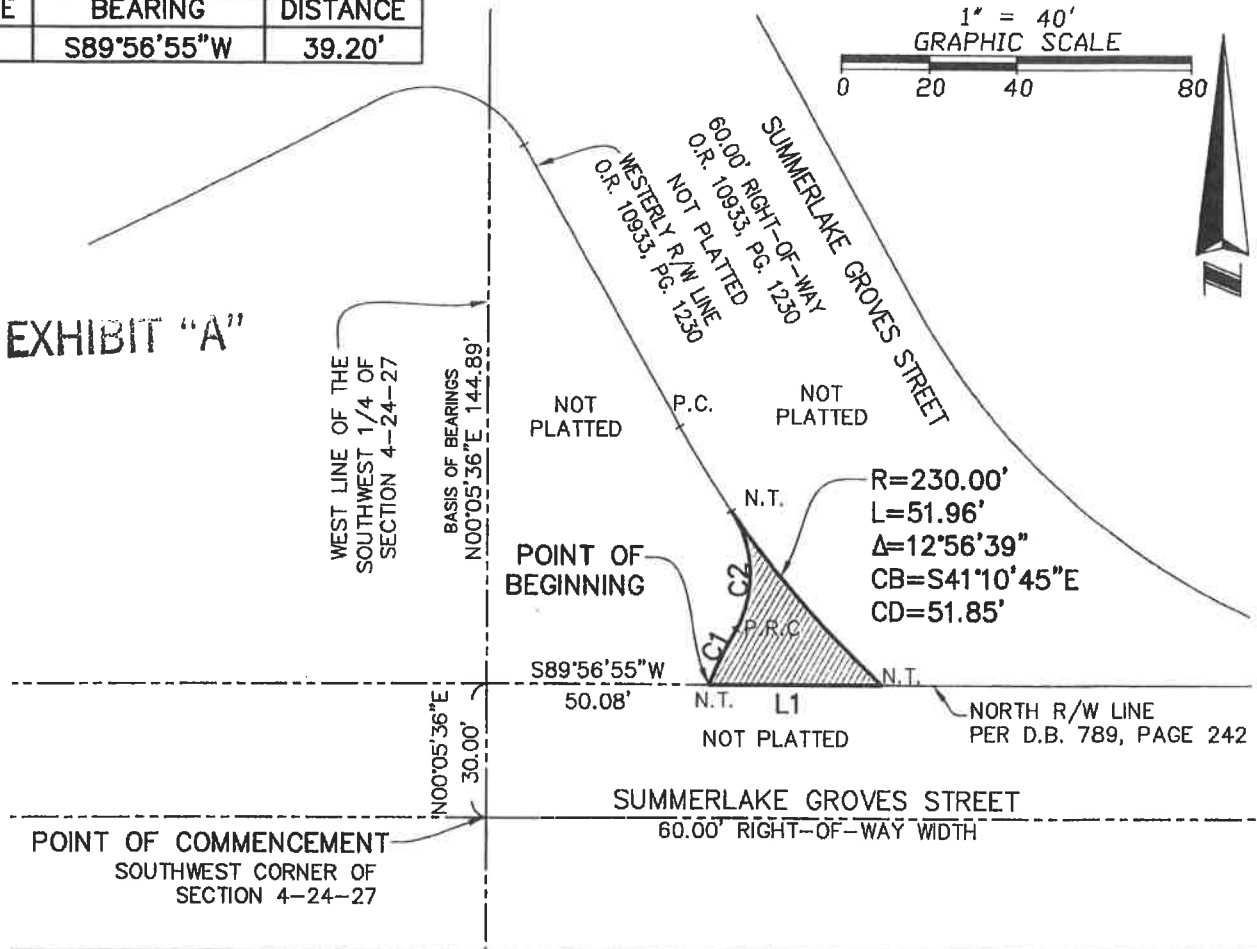 E BEARING DISTANCE
S89°56'55"W 39.20'
1" = 40'
GRAPHIC SCALE
0 20 40 80
N
EXHIBIT "A"
SUMMERLAKE GROVES STREET
60.00' RIGHT-OF-WAY
O.R. 10933, PG. 1230
NOT PLATTED
WESTERLY R/W LINE
O.R. 10933, PG. 1230
WEST LINE OF THE
SOUTHWEST 1/4 OF
SECTION 4-24-27
BASIS OF BEARINGS
N00°05'36"E 144.89'
NOT
PLATTED
P.C.
NOT
PLATTED
N.T.
R=230.00'
L=51.96'
Δ=12°56'39"
CB=S41°10'45"E
CD=51.85'
POINT OF
BEGINNING
C2
P.R.C
C1
S89°56'55"W
50.08'
N.T.
L1
N.T.
NOT PLATTED
NORTH R/W LINE
PER D.B. 789, PAGE 242
N00°05'36"E
30.00'
SUMMERLAKE GROVES STREET
60.00' RIGHT-OF-WAY WIDTH
POINT OF COMMENCEMENT
SOUTHWEST CORNER OF
SECTION 4-24-27